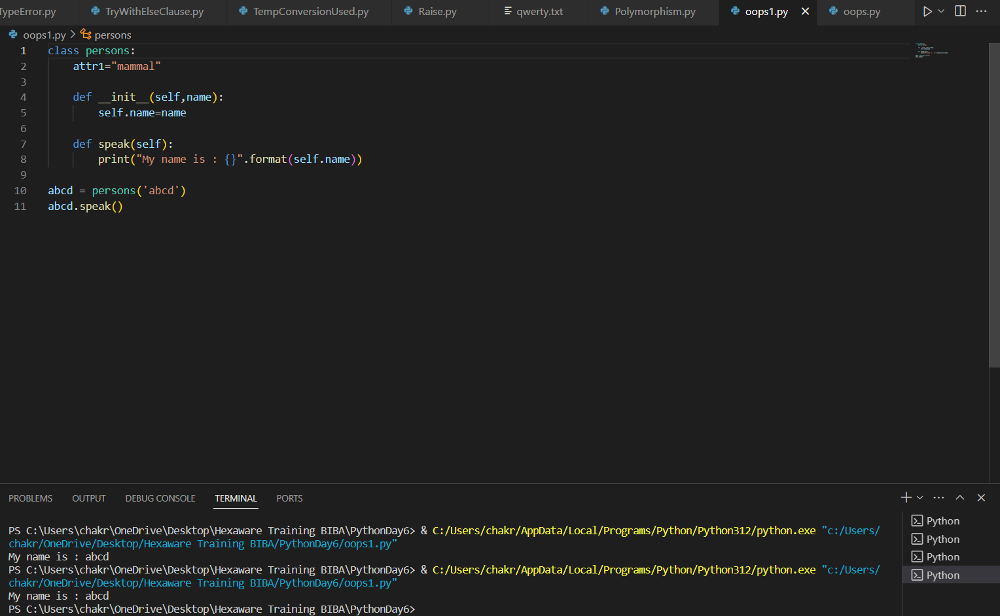 TypeError.py TryWithElseClause.py TempConversionUsed.py Raise.py qwerty.txt Polymorphism.py oops1.py oops.py
oops1.py > persons
1 class persons:
2     attr1="mammal"
3
4     def __init__(self,name):
5         self.name=name
6
7     def speak(self):
8         print("My name is : {}".format(self.name))
9
10 abcd = persons('abcd')
11 abcd.speak()
PROBLEMS OUTPUT DEBUG CONSOLE TERMINAL PORTS
PS C:\Users\chakr\OneDrive\Desktop\Hexaware Training BIBA\PythonDay6> & C:/Users/chakr/AppData/Local/Programs/Python/Python312/python.exe "c:/Users/
chakr/OneDrive/Desktop/Hexaware Training BIBA/PythonDay6/oops1.py"
My name is : abcd
PS C:\Users\chakr\OneDrive\Desktop\Hexaware Training BIBA\PythonDay6> & C:/Users/chakr/AppData/Local/Programs/Python/Python312/python.exe "c:/Users/
chakr/OneDrive/Desktop/Hexaware Training BIBA/PythonDay6/oops1.py"
My name is : abcd
PS C:\Users\chakr\OneDrive\Desktop\Hexaware Training BIBA\PythonDay6>
Python
Python
Python
Python